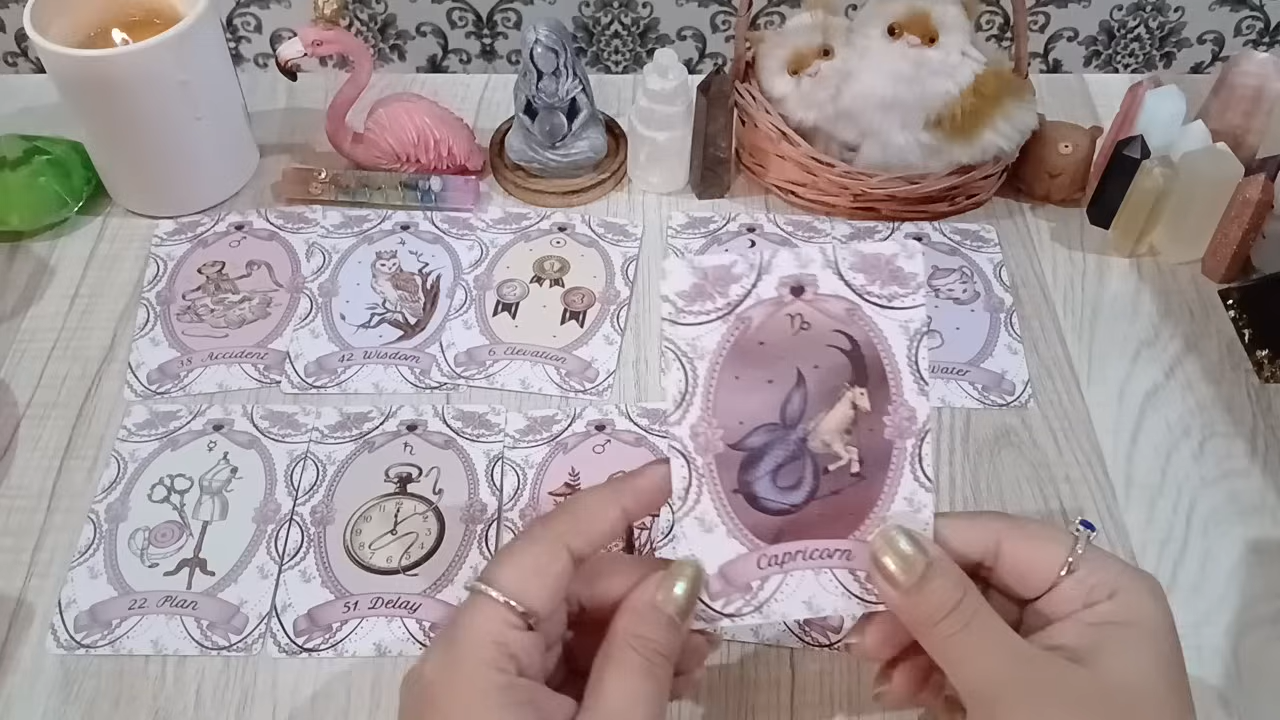 38 Accident
42 Wisdom
6. Elevation
Water
Capricorn
22. Plan
51. Delay